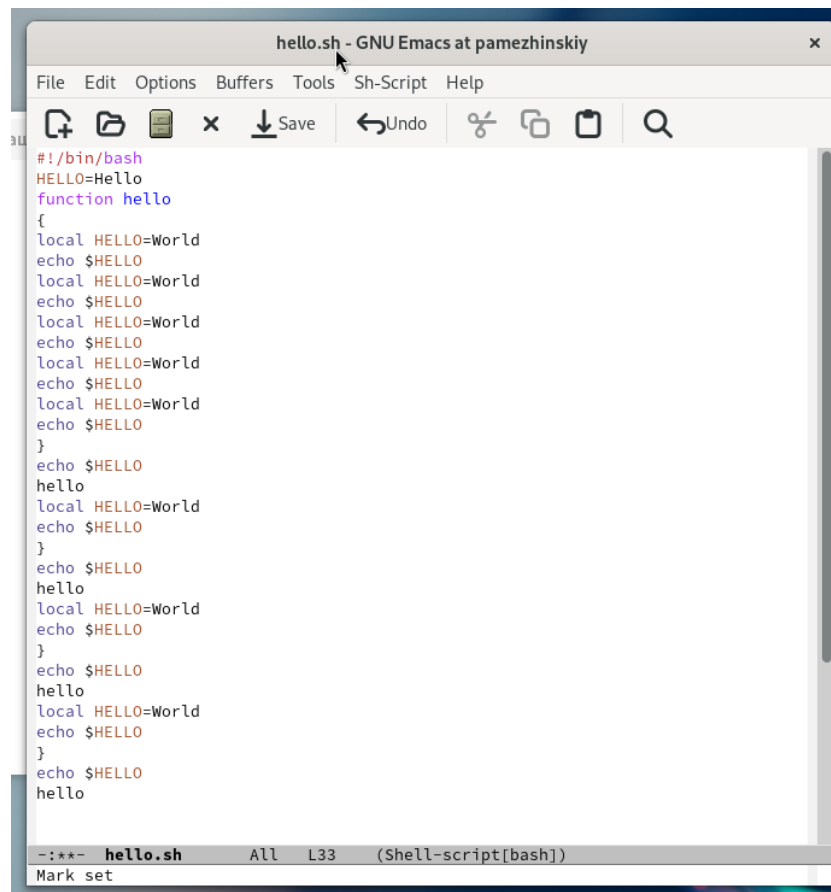 hello.sh - GNU Emacs at pamezhinskiy ×
File Edit Options Buffers Tools Sh-Script Help
Save Undo
#!/bin/bash
HELLO=Hello
function hello
{
local HELLO=World
echo $HELLO
local HELLO=World
echo $HELLO
local HELLO=World
echo $HELLO
local HELLO=World
echo $HELLO
local HELLO=World
echo $HELLO
}
echo $HELLO
hello
local HELLO=World
echo $HELLO
}
echo $HELLO
hello
local HELLO=World
echo $HELLO
}
echo $HELLO
hello
local HELLO=World
echo $HELLO
}
echo $HELLO
hello
-:**- hello.sh All L33 (Shell-script[bash])
Mark set